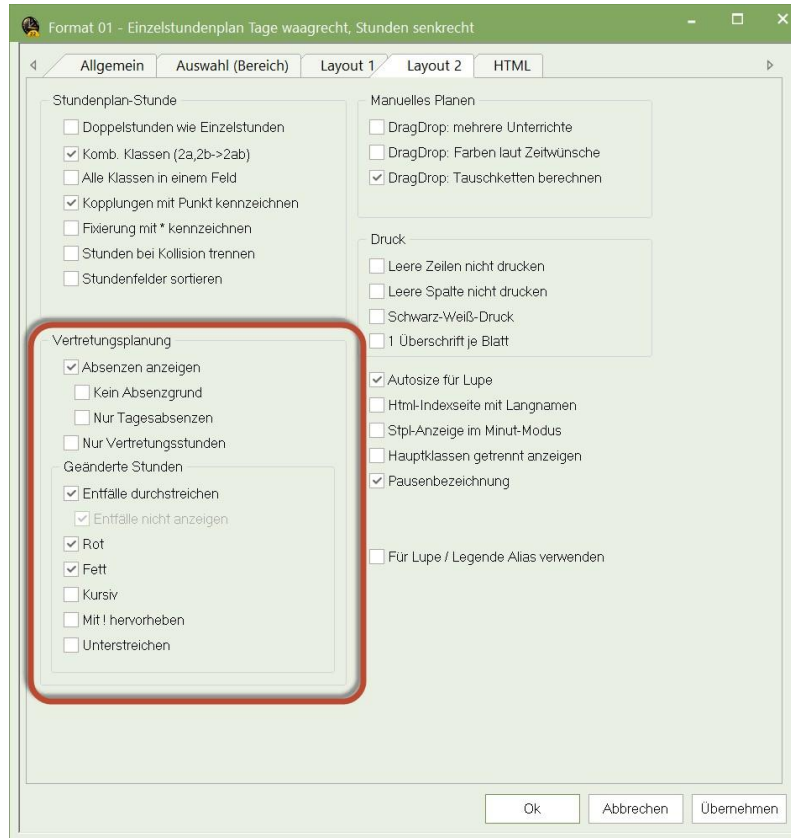 Format 01 - Einzelstundenplan Tage waagrecht, Stunden senkrecht
Allgemein
Auswahl (Bereich)
Layout 1
Layout 2
HTML
Stundenplan-Stunde
Doppelstunden wie Einzelstunden
Komb. Klassen (2a,2b->2ab)
Alle Klassen in einem Feld
Kopplungen mit Punkt kennzeichnen
Fixierung mit * kennzeichnen
Stunden bei Kollision trennen
Stundenfelder sortieren
Vertretungsplanung
Absenzen anzeigen
Kein Absenzgrund
Nur Tagesabsenzen
Nur Vertretungsstunden
Geänderte Stunden
Entfälle durchstreichen
Entfälle nicht anzeigen
Rot
Fett
Kursiv
Mit ! hervorheben
Unterstreichen
Manuelles Planen
DragDrop: mehrere Unterrichte
DragDrop: Farben laut Zeitwünsche
DragDrop: Tauschketten berechnen
Druck
Leere Zeilen nicht drucken
Leere Spalte nicht drucken
Schwarz-Weiß-Druck
1 Überschrift je Blatt
Autosize für Lupe
Html-Indexseite mit Langnamen
Stpl-Anzeige im Minut-Modus
Hauptklassen getrennt anzeigen
Pausenbezeichnung
Für Lupe / Legende Alias verwenden
Ok
Abbrechen
Übernehmen